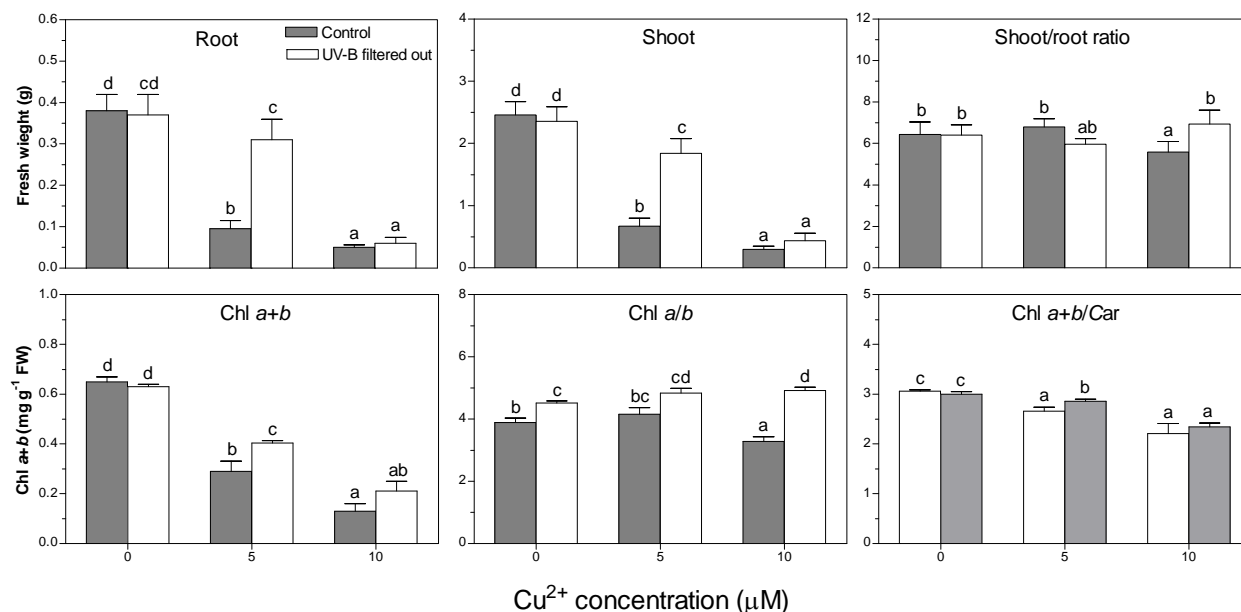 Root
Control
UV-B filtered out
Fresh wieght (g)
0.6
0.5
0.4
0.3
0.2
0.1
0.0
d cd b c a a
Shoot
4
3
2
1
0
d d b c a a
Shoot/root ratio
12
10
8
6
4
2
0
b b b ab a b
Chl a+b
Chl a+b (mg g⁻¹ FW)
1.0
0.8
0.6
0.4
0.2
0.0
d d b c a ab
0 5 10
Chl a/b
8
6
4
2
0
b c bc cd a d
0 5 10
Chl a+b/Car
5
4
3
2
1
0
c c a b a a
0 5 10
Cu²⁺ concentration (μM)